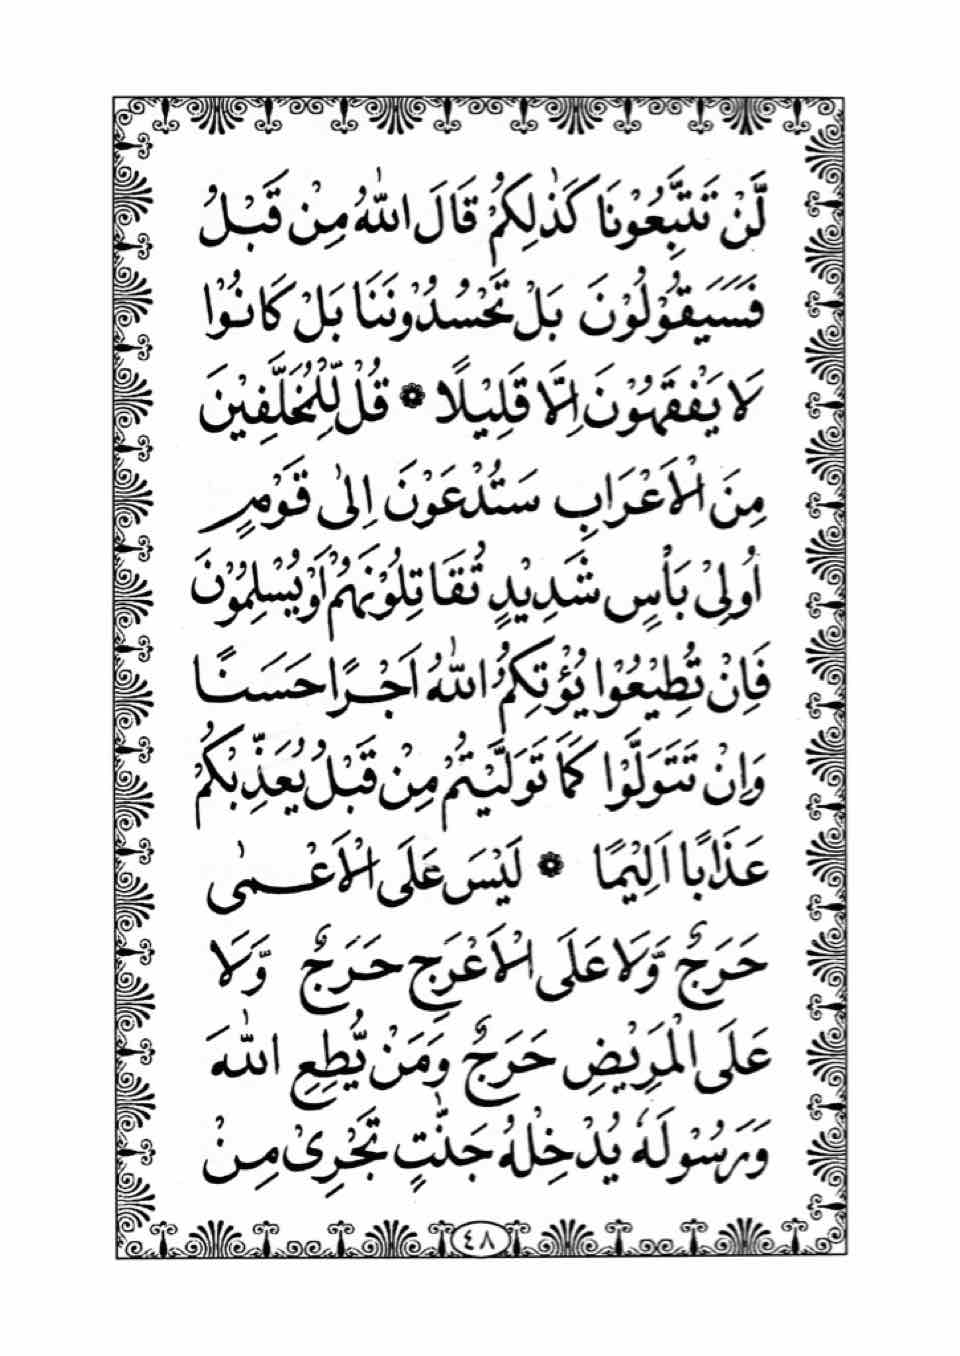 لَّنْ تَتَّبِعُوْنَا كَذٰلِكُمْ قَالَ اللّٰهُ مِنْ قَبْلُ
فَسَيَقُوْلُوْنَ بَلْ تَحْسُدُوْنَنَا بَلْ كَانُوْا
لَا يَفْقَهُوْنَ اِلَّا قَلِيْلًا ۞ قُلْ لِّلْمُخَلَّفِيْنَ
مِنَ الْاَعْرَابِ سَتُدْعَوْنَ اِلٰى قَوْمٍ
اُولِيْ بَأْسٍ شَدِيْدٍ تُقَاتِلُوْنَهُمْ اَوْ يُسْلِمُوْنَ
فَاِنْ تُطِيْعُوْا يُؤْتِكُمُ اللّٰهُ اَجْرًا حَسَنًا
وَاِنْ تَتَوَلَّوْا كَمَا تَوَلَّيْتُمْ مِنْ قَبْلُ يُعَذِّبْكُمْ
عَذَابًا اَلِيْمًا ۞ لَيْسَ عَلَى الْاَعْمٰى
حَرَجٌ وَّلَا عَلَى الْاَعْرَجِ حَرَجٌ وَّلَا
عَلَى الْمَرِيْضِ حَرَجٌ وَمَنْ يُّطِعِ اللّٰهَ
وَرَسُوْلَهٗ يُدْخِلْهُ جَنّٰتٍ تَجْرِىْ مِنْ
٤٨